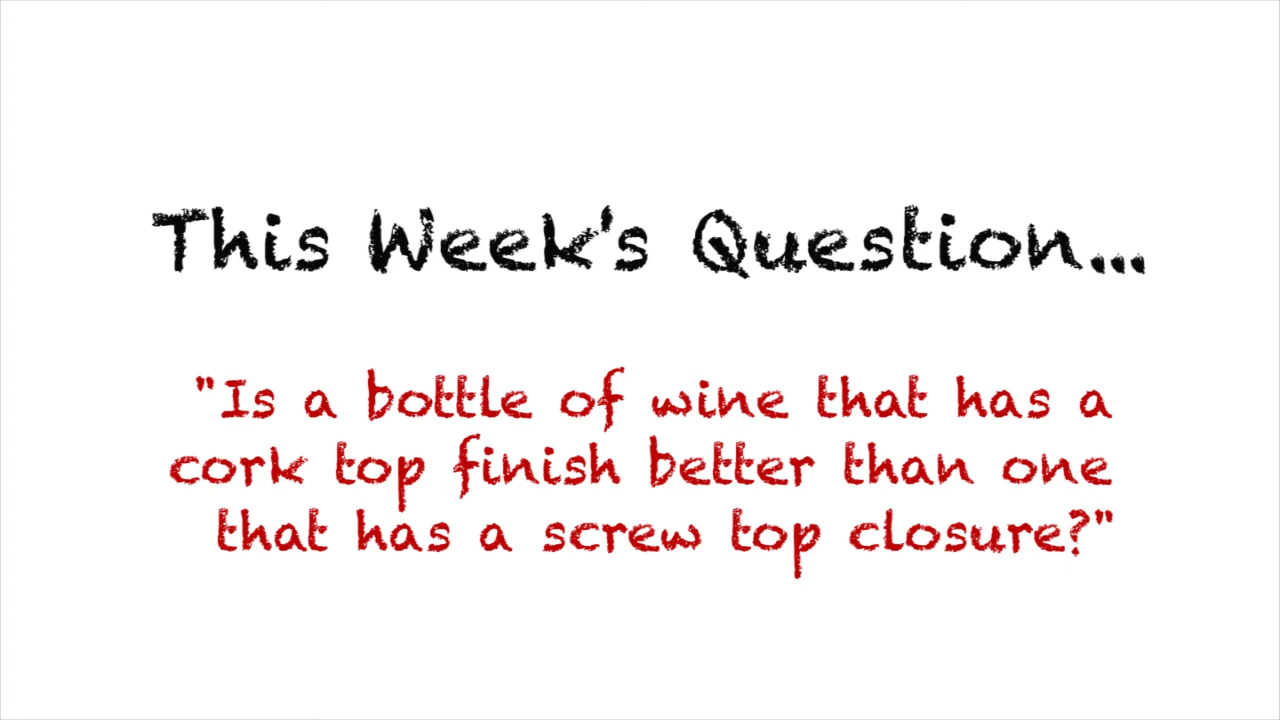 This Week's Question...
"Is a bottle of wine that has a
cork top finish better than one
that has a screw top closure?"